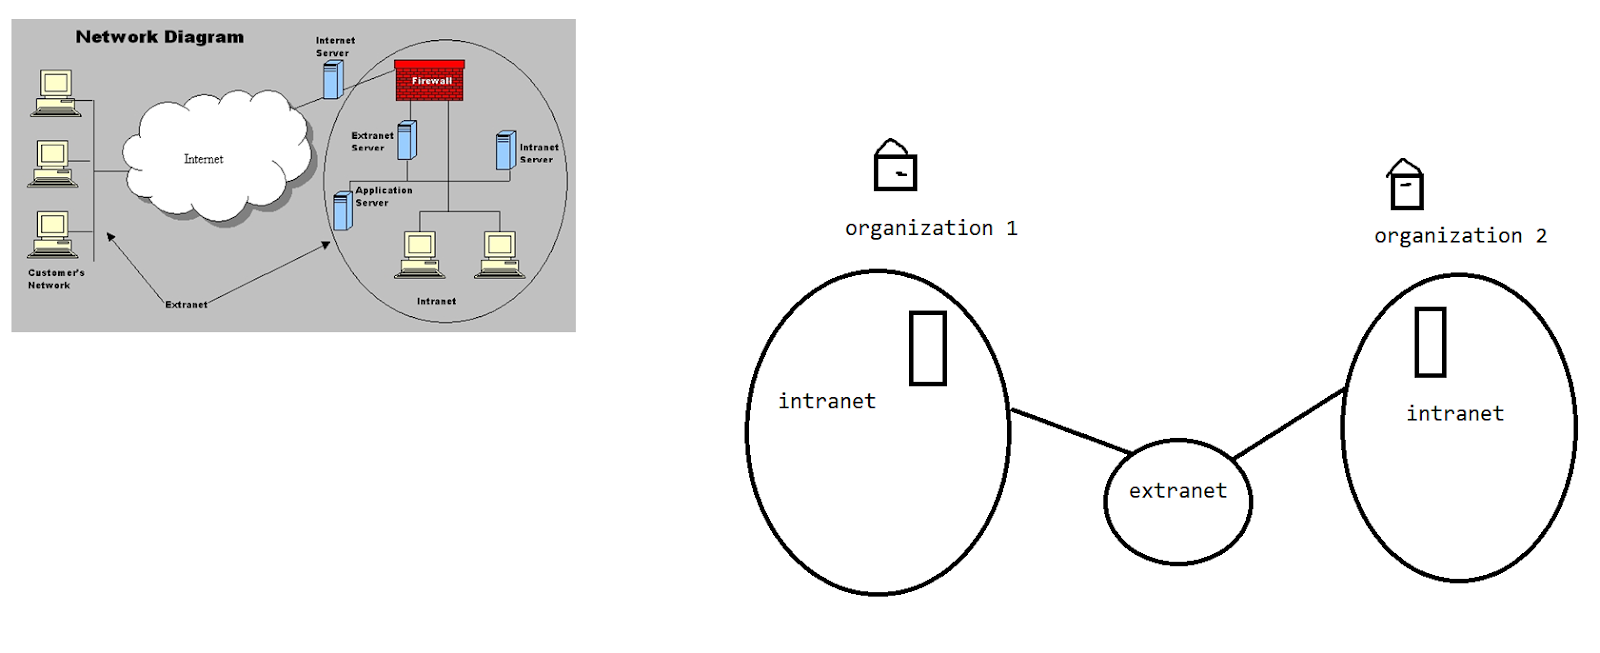 Network Diagram
Internet
Server
Firewall
Extranet
Server
Intranet
Server
Internet
Application
Server
Customer's
Network
Extranet
Intranet
organization 1
organization 2
intranet
intranet
extranet